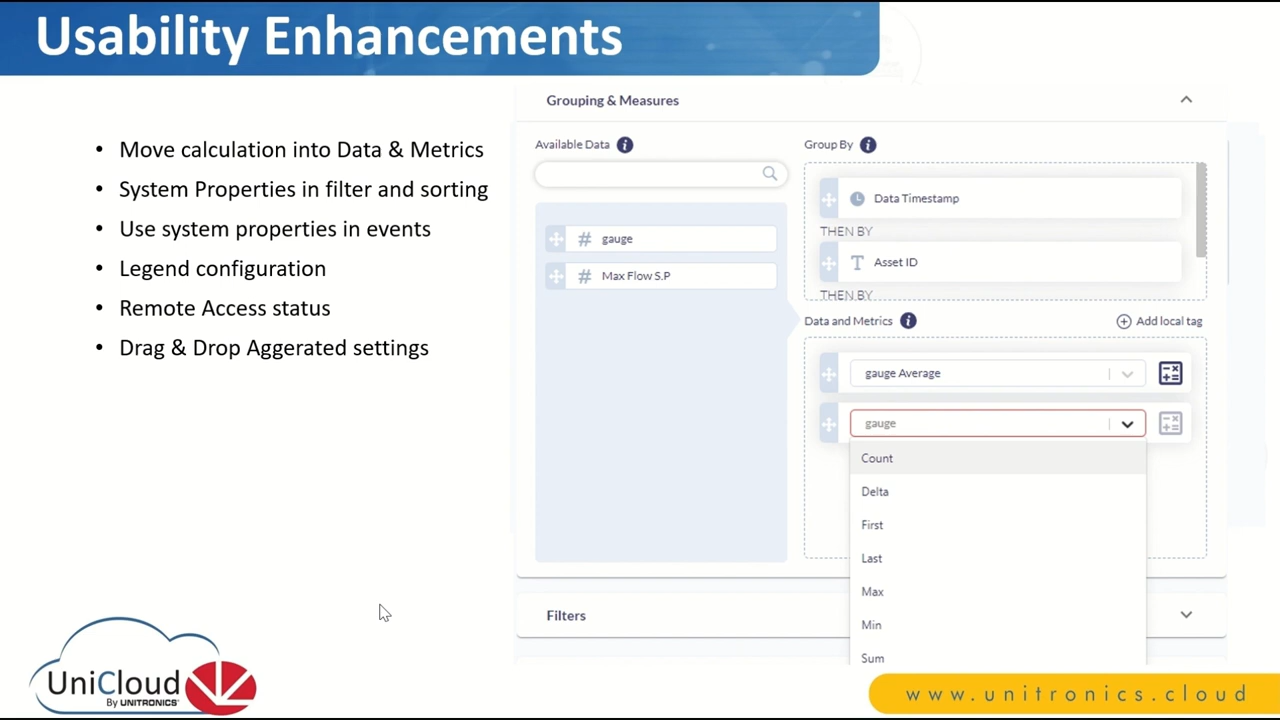 Usability Enhancements
• Move calculation into Data & Metrics
• System Properties in filter and sorting
• Use system properties in events
• Legend configuration
• Remote Access status
• Drag & Drop Aggerated settings
Grouping & Measures
Available Data
# gauge
# Max Flow S.P
Group By
Data Timestamp
THEN BY
T Asset ID
THEN BY
Data and Metrics
Add local tag
gauge Average
gauge
Count
Delta
First
Last
Max
Min
Sum
Filters
UniCloud
By UNITRONICS
www.unitronics.cloud